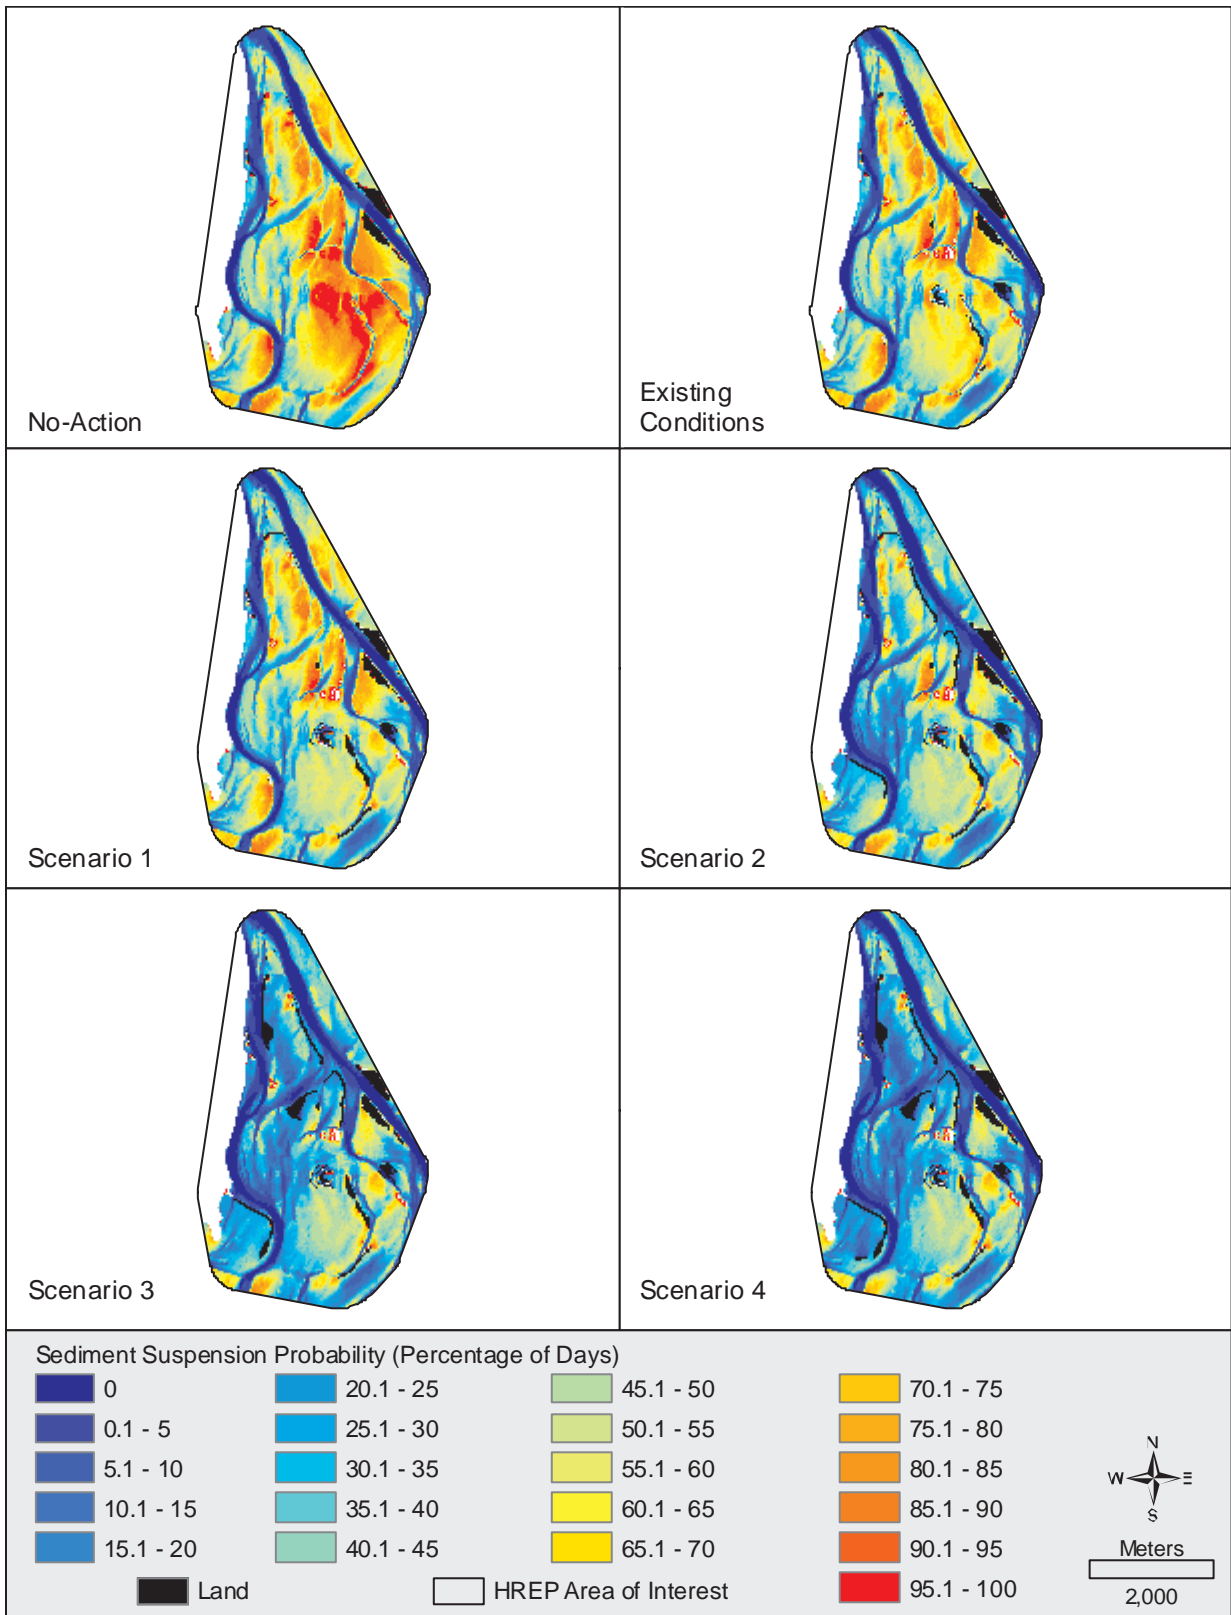 No-Action
Existing
Conditions
Scenario 1
Scenario 2
Scenario 3
Scenario 4
Sediment Suspension Probability (Percentage of Days)
0
0.1 - 5
5.1 - 10
10.1 - 15
15.1 - 20
20.1 - 25
25.1 - 30
30.1 - 35
35.1 - 40
40.1 - 45
45.1 - 50
50.1 - 55
55.1 - 60
60.1 - 65
65.1 - 70
70.1 - 75
75.1 - 80
80.1 - 85
85.1 - 90
90.1 - 95
95.1 - 100
Land
HREP Area of Interest
N
W E
S
Meters
2,000